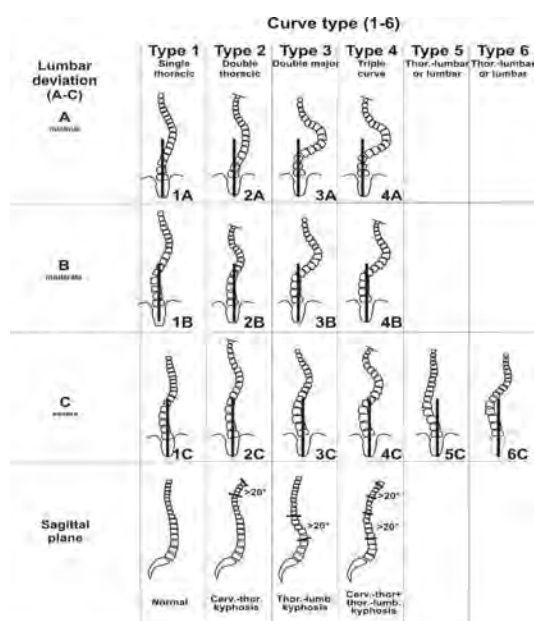 Curve type (1-6)
Lumbar deviation (A-C)
Type 1 Type 2 Type 3 Type 4 Type 5 Type 6
Single thoracic
Double thoracic
Double major
Triple curve
Thor.-lumbar or lumbar
Thor.-lumbar or lumbar
A
minimal
1A 2A 3A 4A
B
moderate
1B 2B 3B 4B
C
1C 2C 3C 4C 5C 6C
Sagittal plane
>20°
>20°
>20°
>20°
Normal
Cerv.-thor. kyphosis
Thor.-lumb. kyphosis
Cerv.-thor+ thor.-lumb. kyphosis